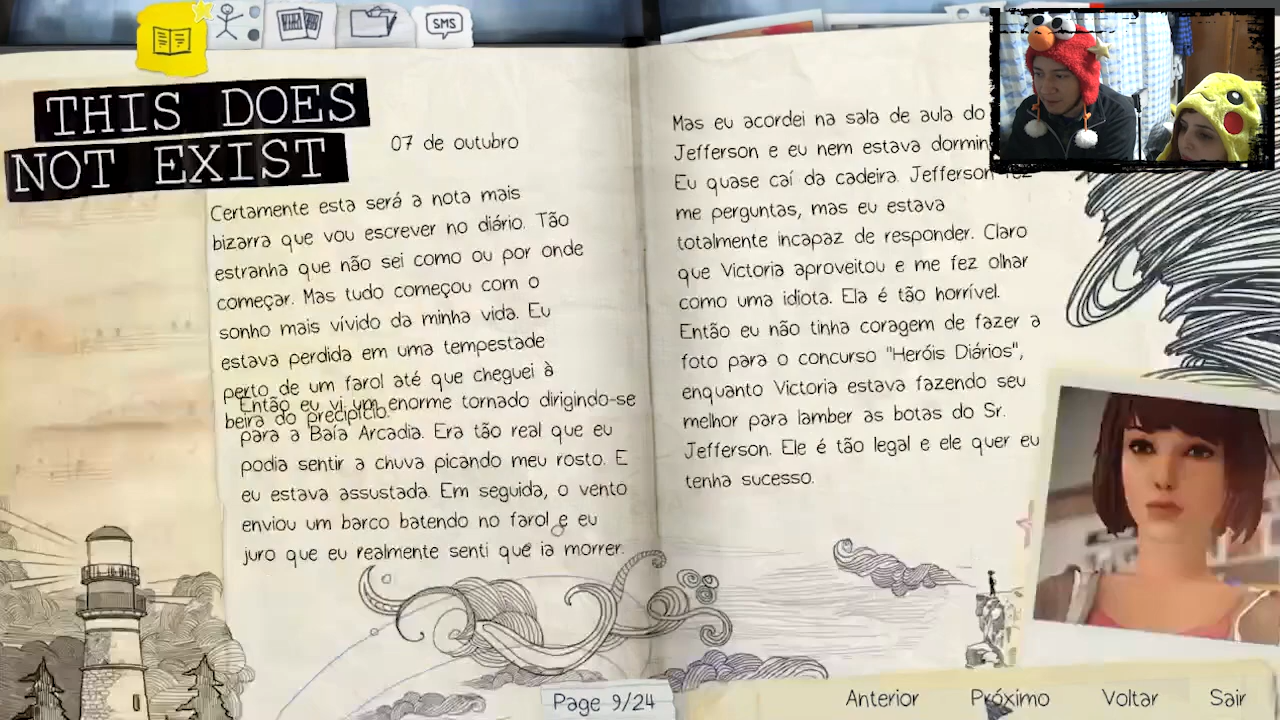 SMS
THIS DOES
NOT EXIST
07 de outubro
Certamente esta será a nota mais
bizarra que vou escrever no diário. Tão
estranha que não sei como ou por onde
começar. Mas tudo começou com o
sonho mais vívido da minha vida. Eu
estava perdida em uma tempestade
perto de um farol até que cheguei à
beira do precipício.
Então eu vi um enorme tornado dirigindo-se
para a Baía Arcadia. Era tão real que eu
podia sentir a chuva picando meu rosto. E
eu estava assustada. Em seguida, o vento
enviou um barco batendo no farol e eu
juro que eu realmente senti que ia morrer.
Mas eu acordei na sala de aula do
Jefferson e eu nem estava
Eu quase caí da cadeira. Jefferson fez
me perguntas, mas eu estava
totalmente incapaz de responder. Claro
que Victoria aproveitou e me fez olhar
como uma idiota. Ela é tão horrível.
Então eu não tinha coragem de fazer a
foto para o concurso "Heróis Diários",
enquanto Victoria estava fazendo seu
melhor para lamber as botas do Sr.
Jefferson. Ele é tão legal e ele quer eu
tenha sucesso.
Page 9/24
Anterior
Próximo
Voltar
Sair